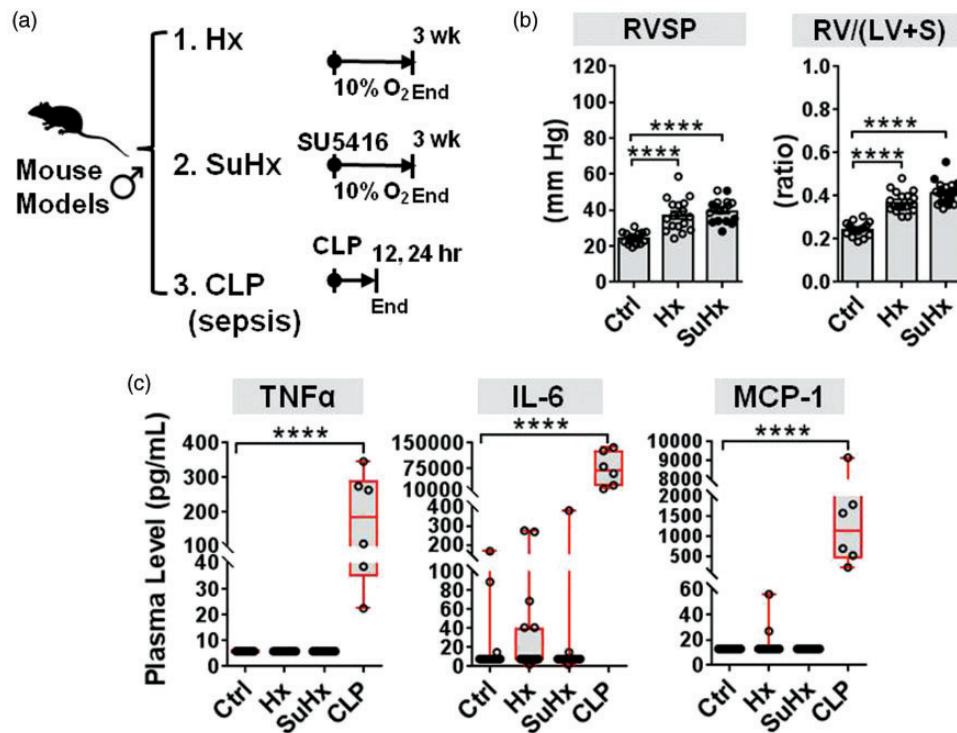 (a)
Mouse ♂
Models
1. Hx
3 wk
10% O2 End
2. SuHx
SU5416
3 wk
10% O2 End
3. CLP
(sepsis)
CLP
12, 24 hr
End
(b)
RVSP
(mm Hg)
120
100
80
60
40
20
0
****
****
Ctrl
Hx
SuHx
RV/(LV+S)
(ratio)
1.0
0.8
0.6
0.4
0.2
0.0
****
****
Ctrl
Hx
SuHx
(c)
Plasma Level (pg/mL)
TNFα
****
400
300
200
100
40
30
20
10
0
Ctrl
Hx
SuHx
CLP
IL-6
****
150000
75000
10000
400
300
200
100
80
60
40
20
0
Ctrl
Hx
SuHx
CLP
MCP-1
****
10000
9000
8000
2000
1500
1000
500
60
40
20
0
Ctrl
Hx
SuHx
CLP